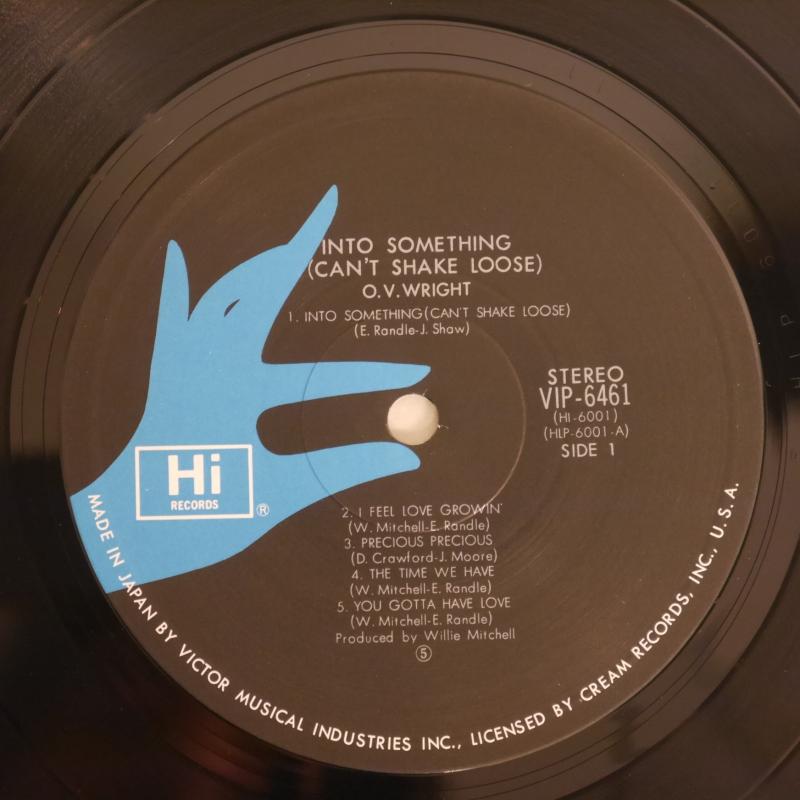 INTO SOMETHING
(CAN'T SHAKE LOOSE)
O.V.WRIGHT
1. INTO SOMETHING(CAN'T SHAKE LOOSE)
(E. Randle-J. Shaw)
STEREO
VIP-6461
(HI-6001)
(HLP-6001-A)
SIDE 1
Hi
RECORDS
®
2. I FEEL LOVE GROWIN'
(W. Mitchell-E. Randle)
3. PRECIOUS PRECIOUS
(D. Crawford-J. Moore)
4. THE TIME WE HAVE
(W. Mitchell-E. Randle)
5. YOU GOTTA HAVE LOVE
(W. Mitchell-E. Randle)
Produced by Willie Mitchell
⑤
MADE IN JAPAN BY VICTOR MUSICAL INDUSTRIES INC., LICENSED BY CREAM RECORDS, INC., U.S.A.